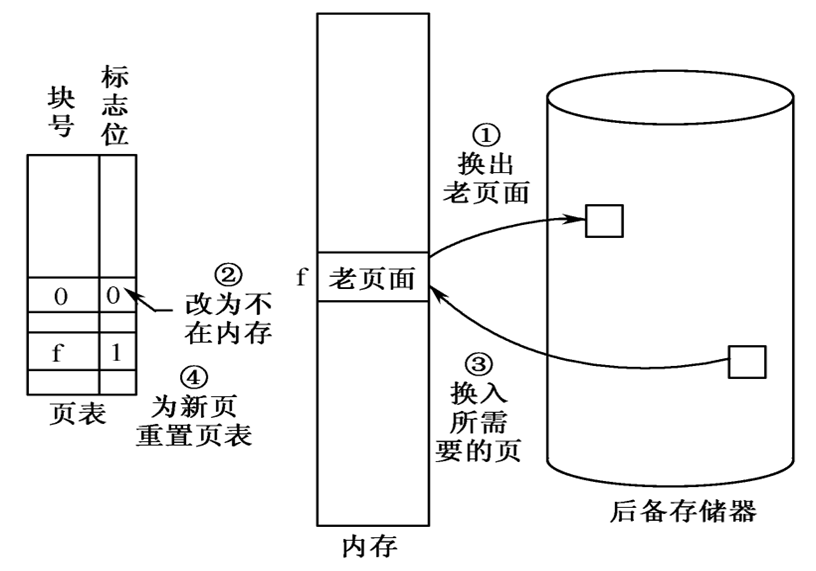 块号
标志位
0 0
f 1
页表
②
改为不
在内存
④
为新页
重置页表
f
老页面
内存
①
换出
老页面
③
换入
所需
要的页
后备存储器